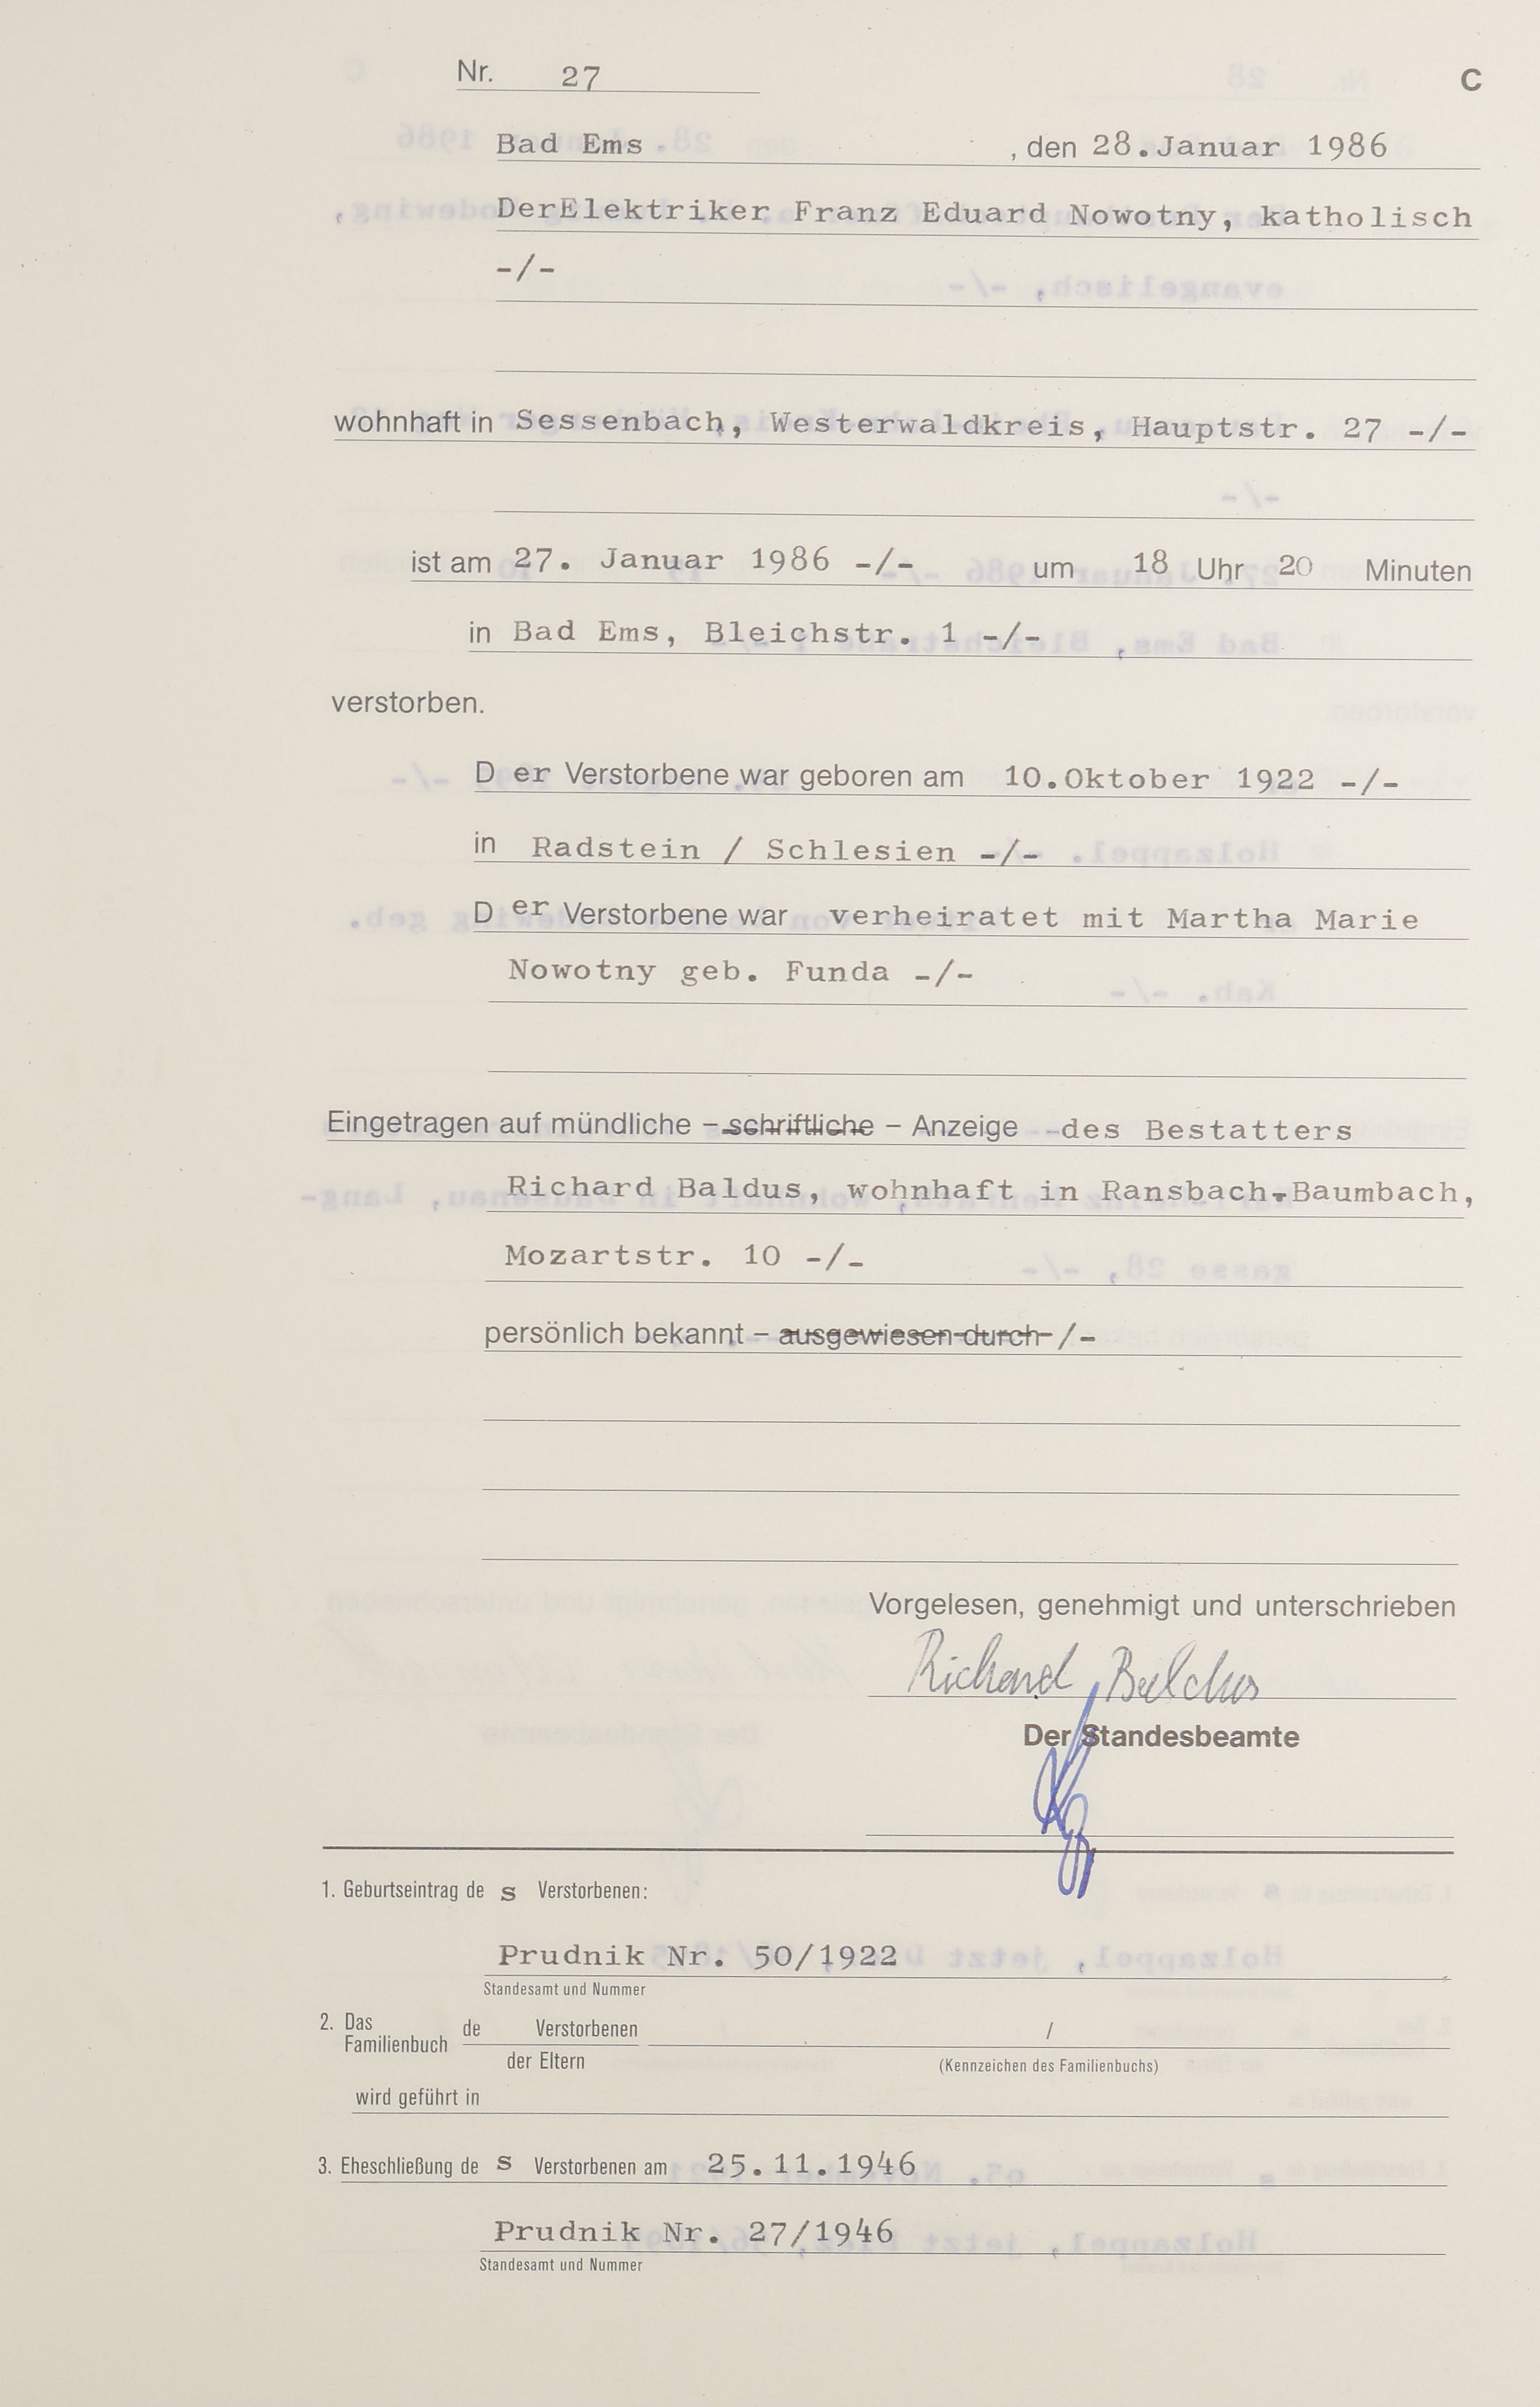 Nr. 27
C
Bad Ems , den 28.Januar 1986
DerElektriker Franz Eduard Nowotny, katholisch
-/-
wohnhaft in Sessenbach, Westerwaldkreis, Hauptstr. 27 -/-
ist am 27. Januar 1986 -/- um 18 Uhr 20 Minuten
in Bad Ems, Bleichstr. 1 -/-
verstorben.
D er Verstorbene war geboren am 10.Oktober 1922 -/-
in Radstein / Schlesien -/-
D er Verstorbene war verheiratet mit Martha Marie
Nowotny geb. Funda -/-
Eingetragen auf mündliche – schriftliche – Anzeige des Bestatters
Richard Baldus, wohnhaft in Ransbach-Baumbach,
Mozartstr. 10 -/-
persönlich bekannt – ausgewiesen durch -/-
Vorgelesen, genehmigt und unterschrieben
Richard Baldus
Der Standesbeamte
1. Geburtseintrag de s Verstorbenen:
Prudnik Nr. 50/1922
Standesamt und Nummer
2. Das Familienbuch de Verstorbenen /
der Eltern (Kennzeichen des Familienbuchs)
wird geführt in
3. Eheschließung de s Verstorbenen am 25.11.1946
Prudnik Nr. 27/1946
Standesamt und Nummer